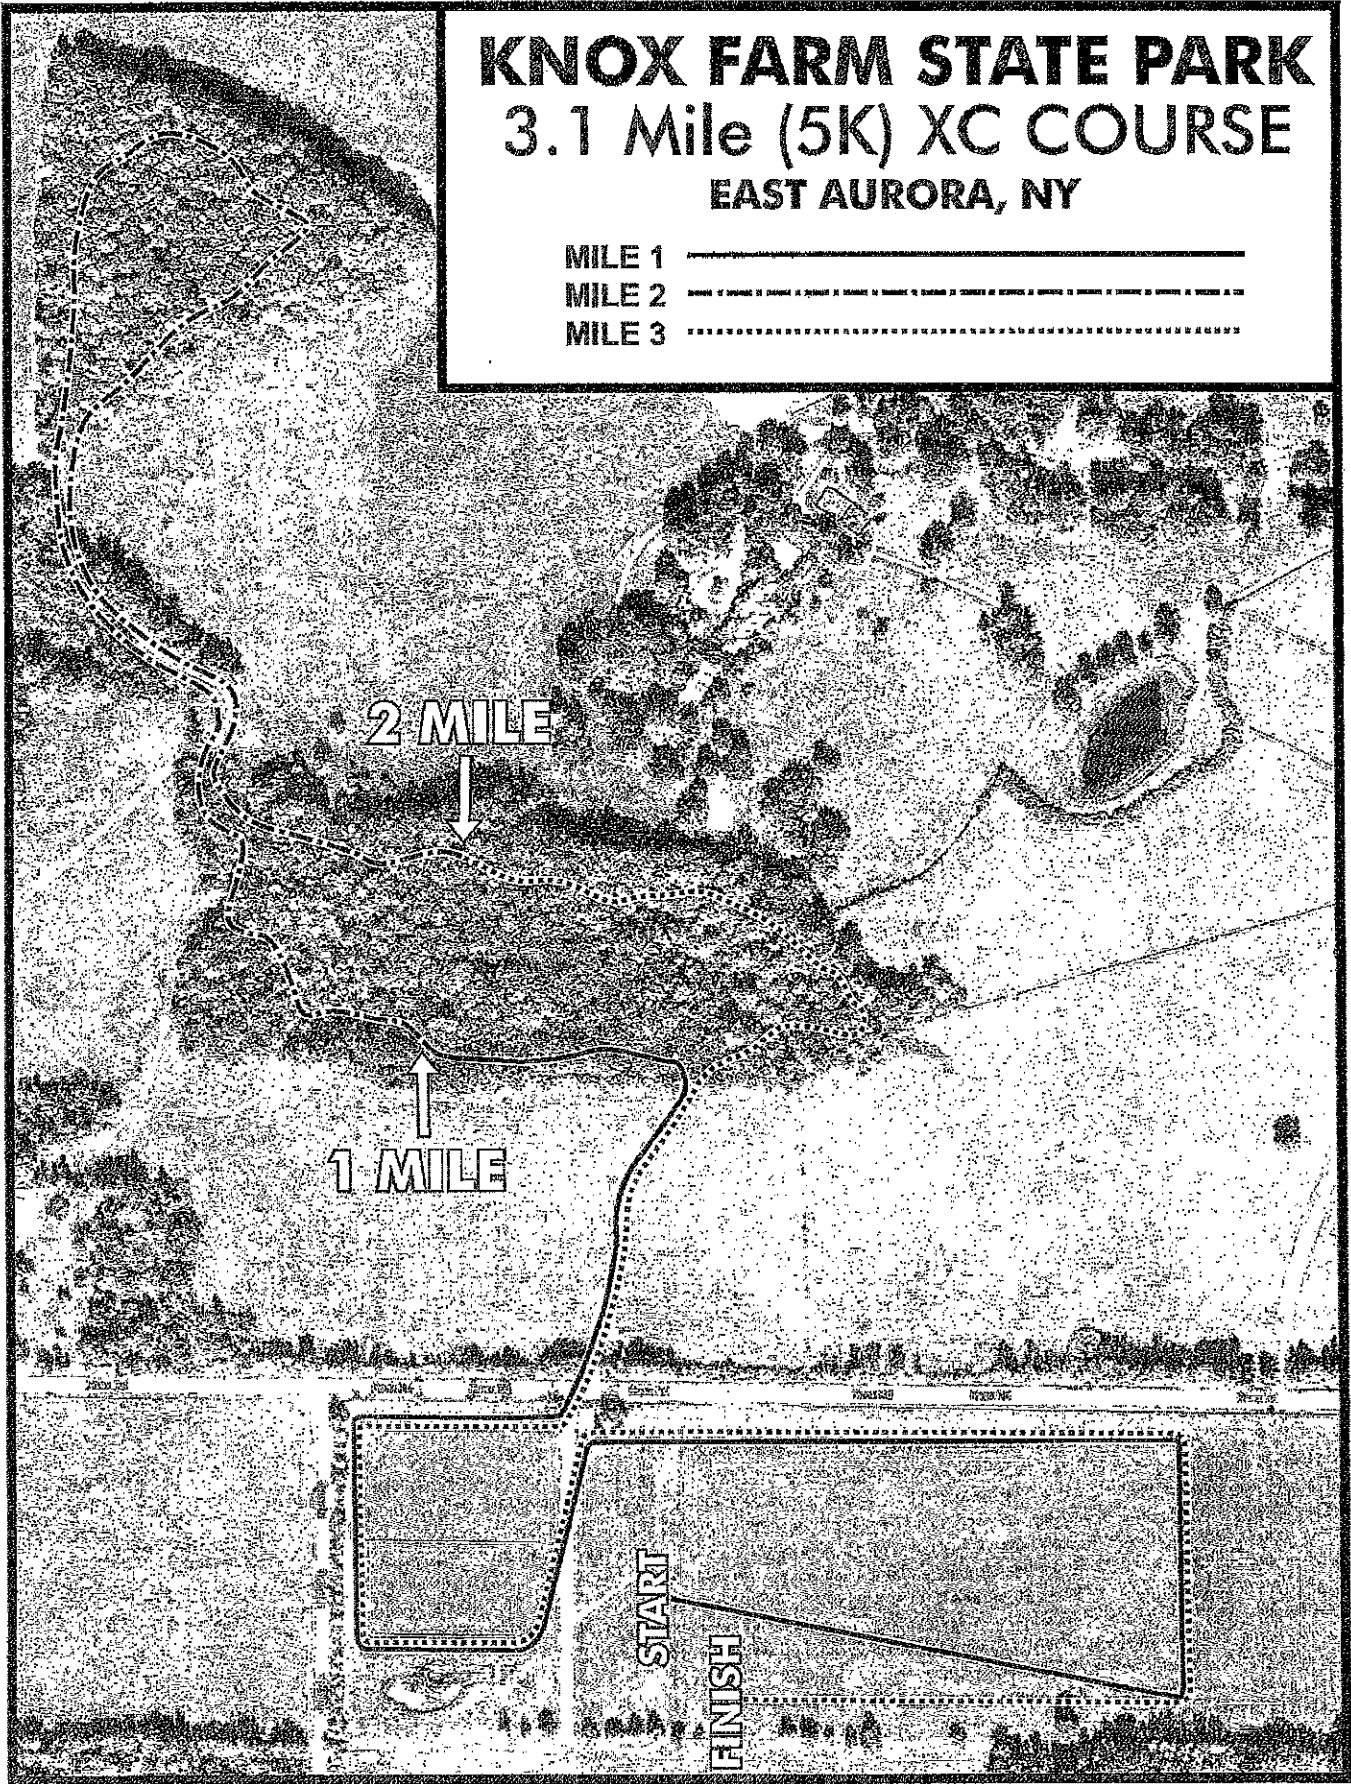 KNOX FARM STATE PARK
3.1 Mile (5K) XC COURSE
EAST AURORA, NY
MILE 1
MILE 2
MILE 3
2 MILE
1 MILE
START
FINISH